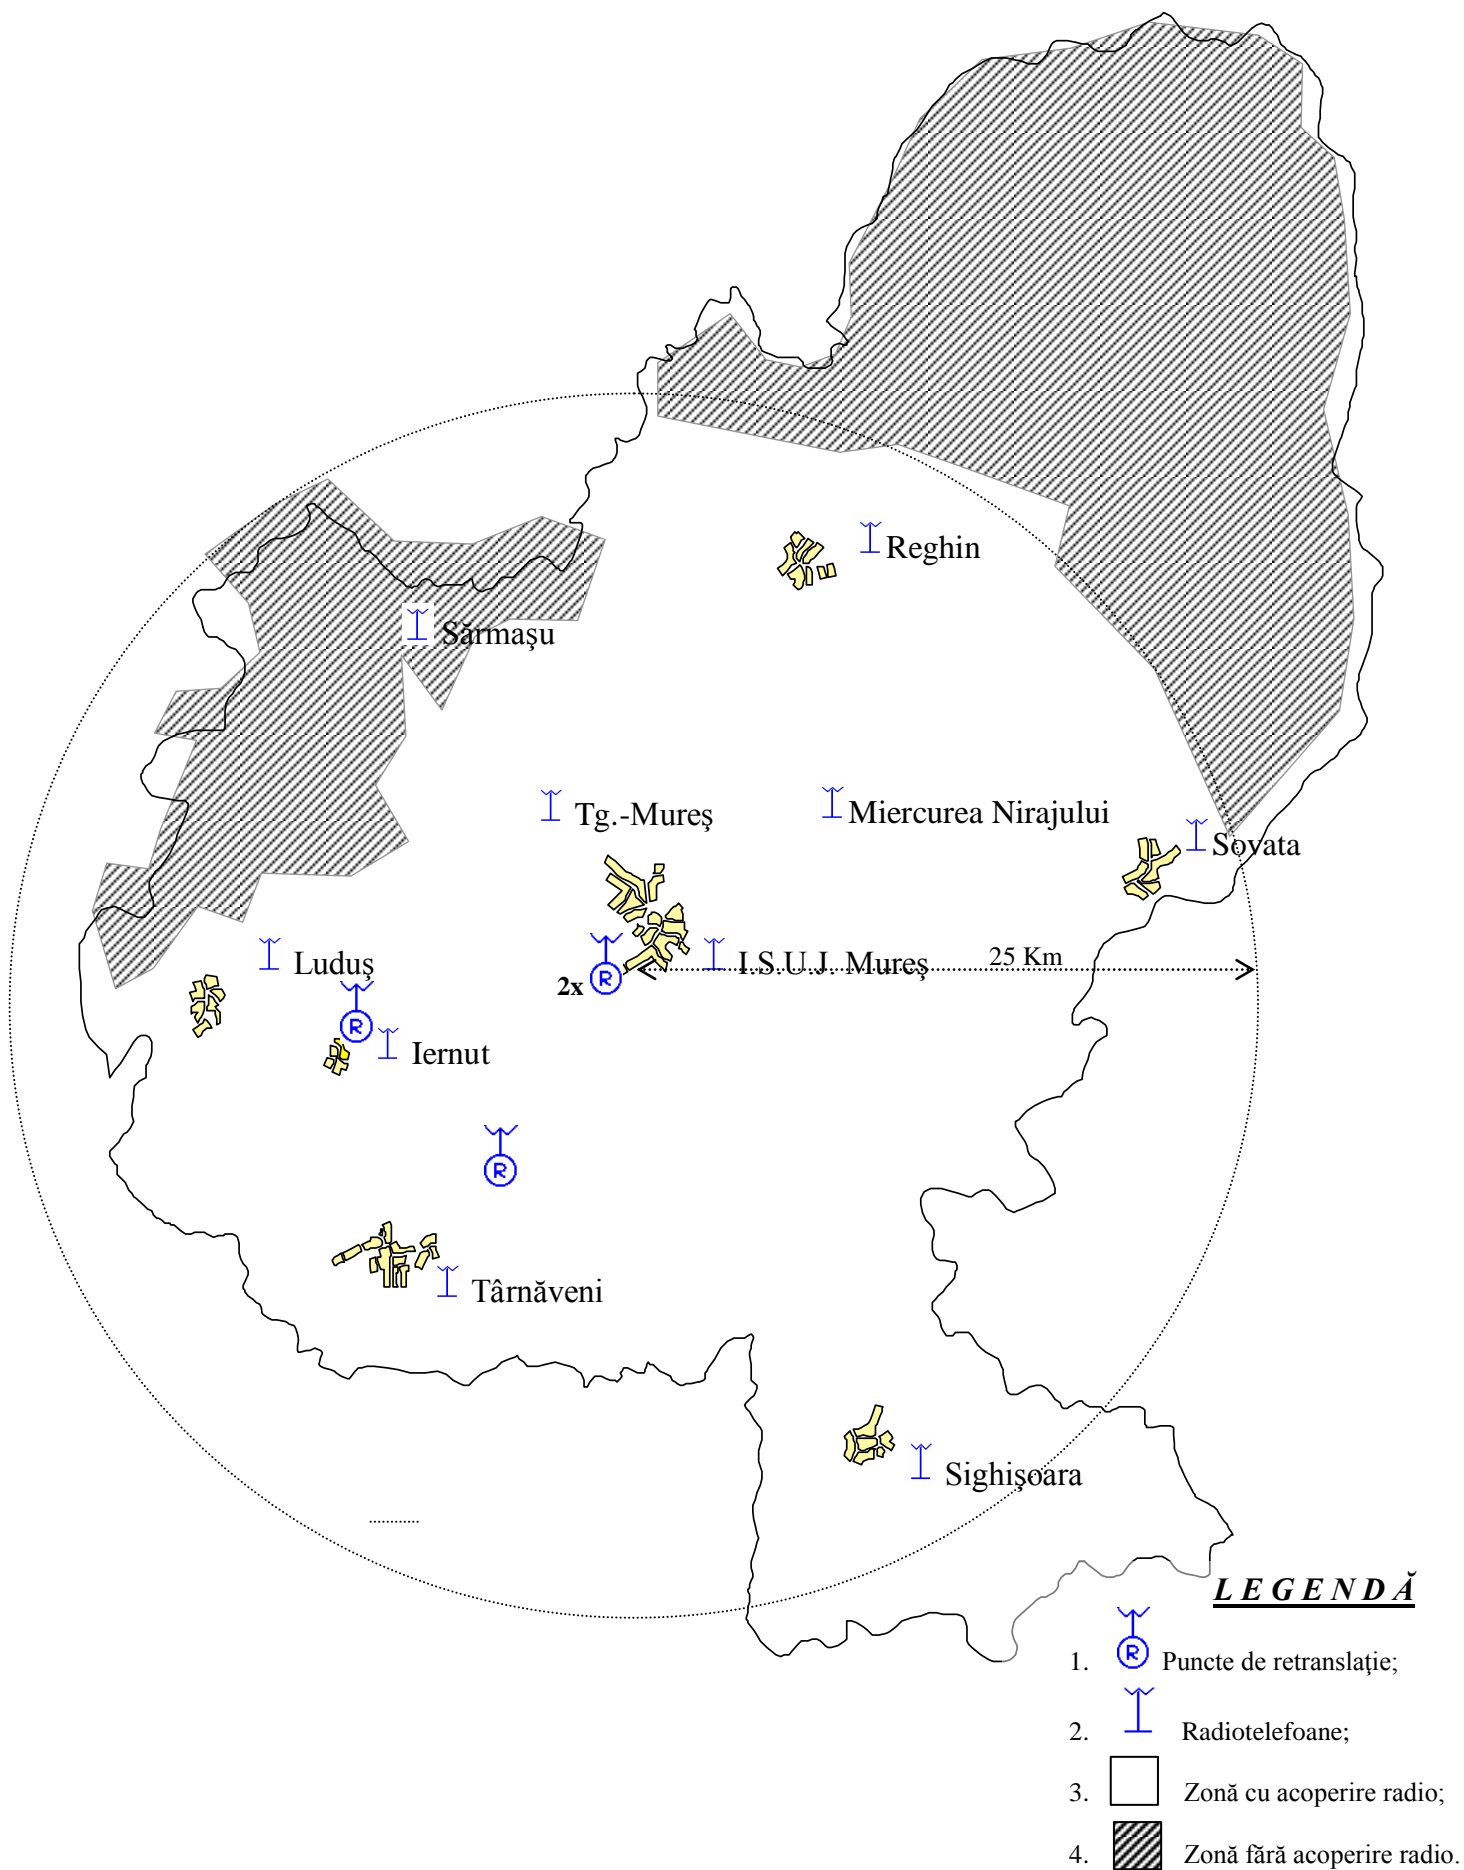 Reghin
Sărmaşu
Tg.-Mureş
Miercurea Nirajului
Sovata
Luduş
I.S.U.J. Mureş
25 Km
2x
R
R
Iernut
R
Târnăveni
Sighişoara
L E G E N D Ă
1. R Puncte de retranslaţie;
2. Radiotelefoane;
3. Zonă cu acoperire radio;
4. Zonă fără acoperire radio.